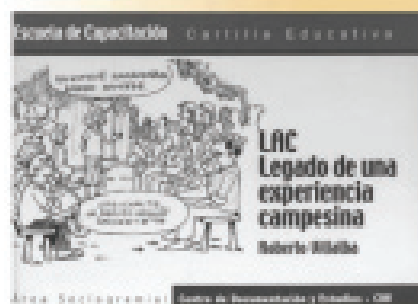 Escuela de Capacitación Cartilla Educativa
LAC
Legado de una
experiencia
campesina
Roberto Villalba
Área Sociogremial Centro de Documentación y Estudios - CDE